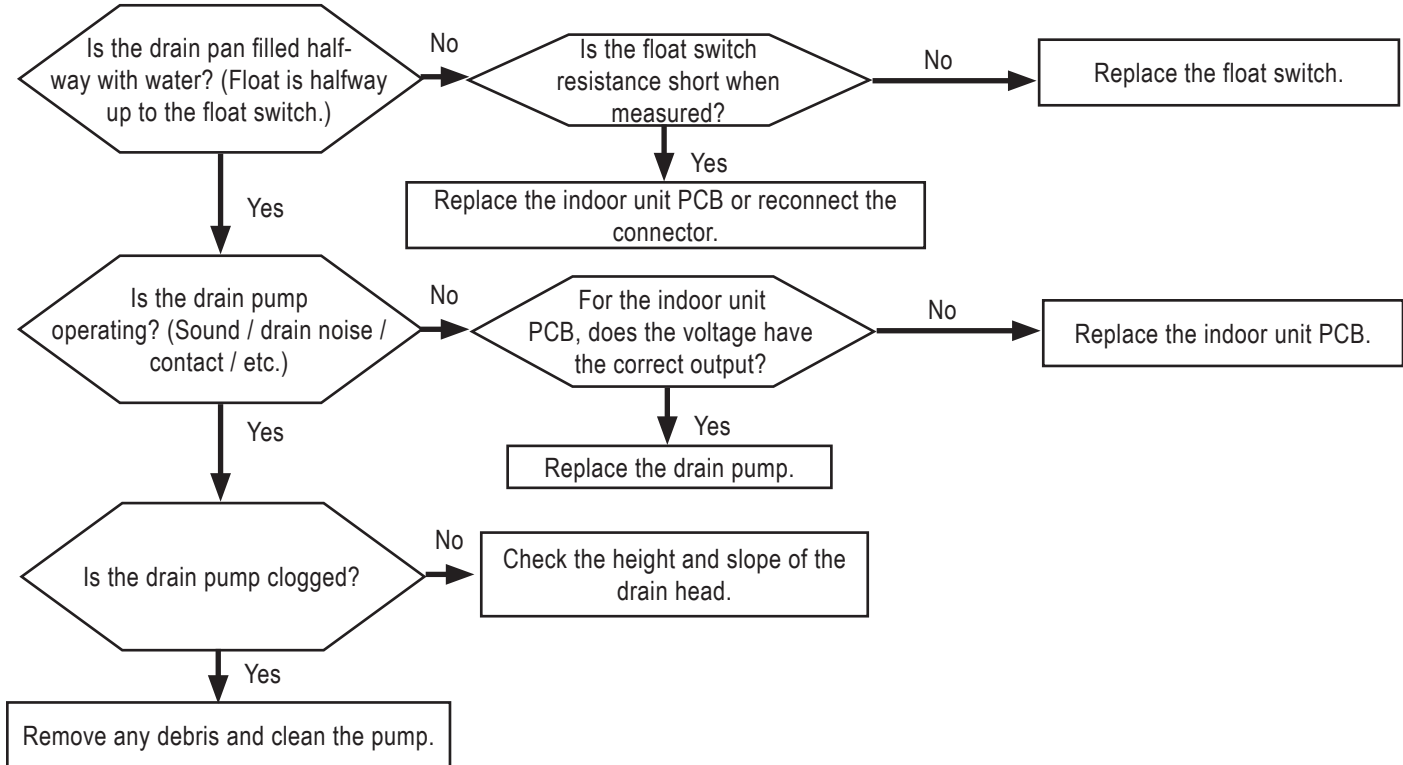 Is the drain pan filled half-
way with water? (Float is halfway
up to the float switch.)
No
Is the float switch
resistance short when
measured?
No
Replace the float switch.
Yes
Replace the indoor unit PCB or reconnect the
connector.
Yes
Is the drain pump
operating? (Sound / drain noise /
contact / etc.)
No
For the indoor unit
PCB, does the voltage have
the correct output?
No
Replace the indoor unit PCB.
Yes
Replace the drain pump.
Yes
Is the drain pump clogged?
No
Check the height and slope of the
drain head.
Yes
Remove any debris and clean the pump.